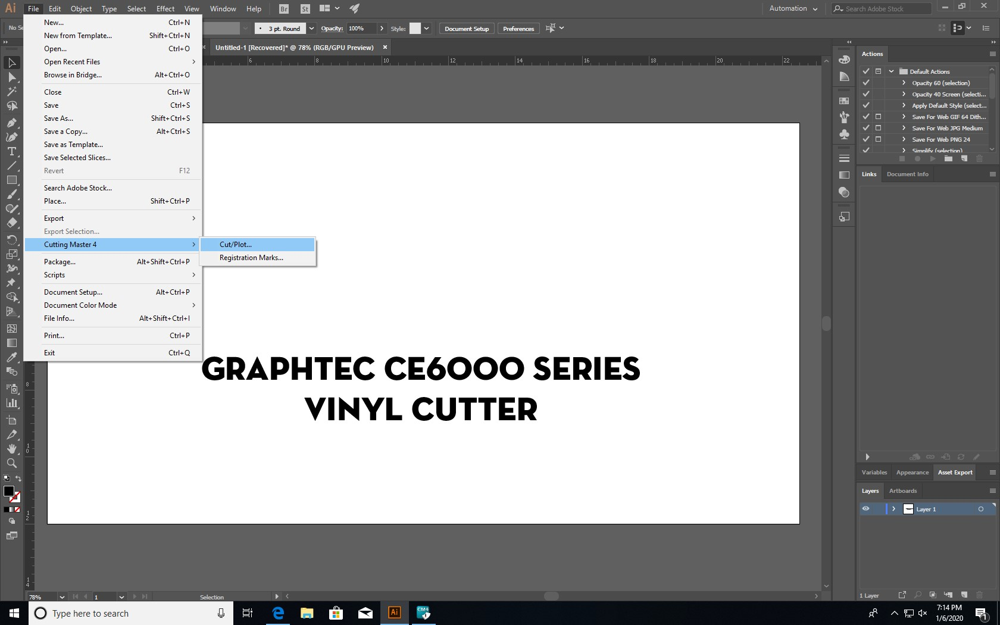 Ai File Edit Object Type Select Effect View Window Help Br St Automation Search Adobe Stock
No Se 3 pt. Round Opacity: 100% Style: Document Setup Preferences
Untitled-1 [Recovered]* @ 78% (RGB/GPU Preview)
6 8 10 12 14 16 18 20 22
New... Ctrl+N
New from Template... Shift+Ctrl+N
Open... Ctrl+O
Open Recent Files
Browse in Bridge... Alt+Ctrl+O
Close Ctrl+W
Save Ctrl+S
Save As... Shift+Ctrl+S
Save a Copy... Alt+Ctrl+S
Save as Template...
Save Selected Slices...
Revert F12
Search Adobe Stock...
Place... Shift+Ctrl+P
Export
Export Selection...
Cutting Master 4
Cut/Plot...
Registration Marks...
Package... Alt+Shift+Ctrl+P
Scripts
Document Setup... Alt+Ctrl+P
Document Color Mode
File Info... Alt+Shift+Ctrl+I
Print... Ctrl+P
Exit Ctrl+Q
GRAPHTEC CE6000 SERIES
VINYL CUTTER
8
10
12
14
Actions
Default Actions
Opacity 60 (selection)
Opacity 40 Screen (selecti...
Apply Default Style (select...
Save For Web GIF 64 Dith...
Save For Web JPG Medium
Save For Web PNG 24
Simplify (selection)
Links Document Info
Variables Appearance Asset Export
Layers Artboards
Layer 1
1 Layer
78% 1 Selection
Type here to search
Ai CM4
7:14 PM
1/6/2020
1